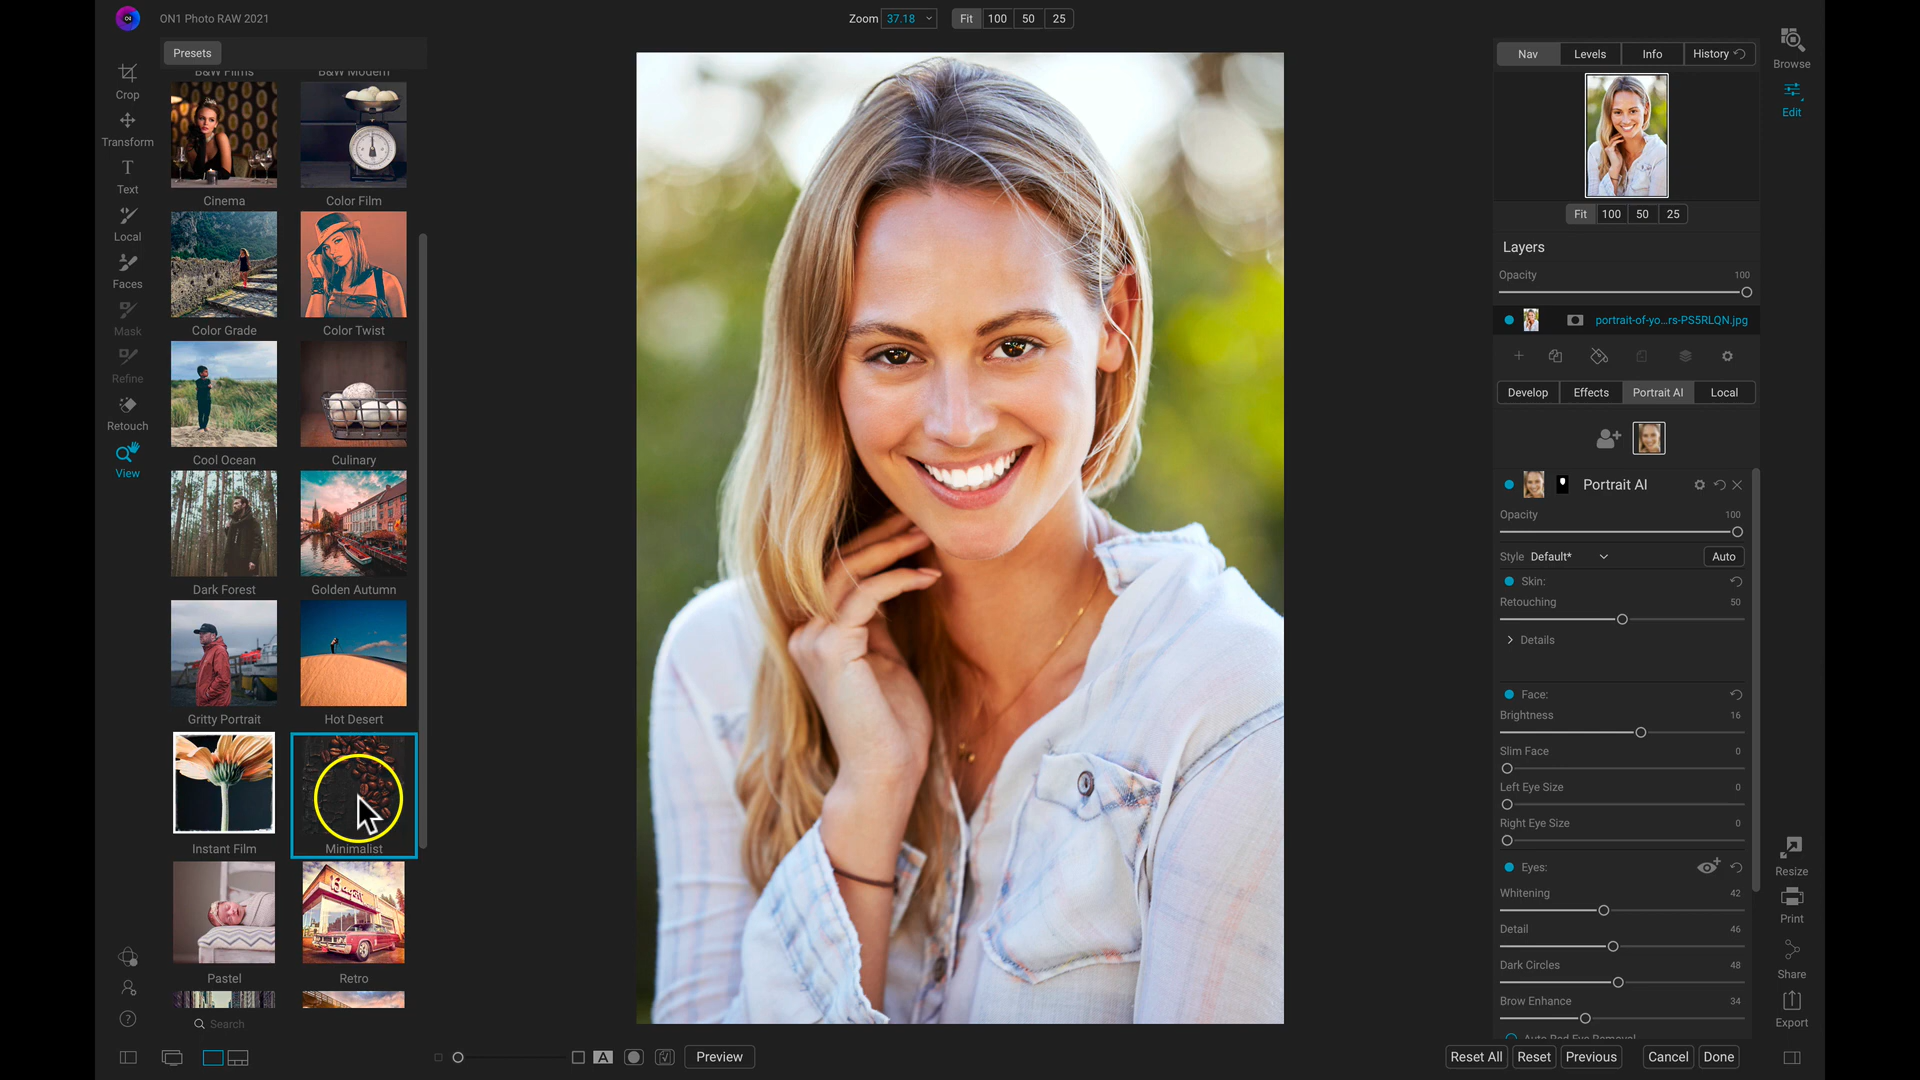 ON1 Photo RAW 2021
Zoom 37.18 Fit 100 50 25
Presets
B&W Films B&W Modern
Cinema Color Film
Color Grade Color Twist
Cool Ocean Culinary
Dark Forest Golden Autumn
Gritty Portrait Hot Desert
Instant Film Minimalist
Pastel Retro
Search
Crop
Transform
Text
Local
Faces
Mask
Refine
Retouch
View
A Preview
Nav Levels Info History
Fit 100 50 25
Layers
Opacity 100
portrait-of-yo...rs-PS5RLQN.jpg
Develop Effects Portrait AI Local
Portrait AI
Opacity 100
Style Default* Auto
Skin:
Retouching 50
Details
Face:
Brightness 16
Slim Face 0
Left Eye Size 0
Right Eye Size 0
Eyes:
Whitening 42
Detail 46
Dark Circles 48
Brow Enhance 34
Auto Red Eye Removal
Reset All Reset Previous Cancel Done
Browse
Edit
Resize
Print
Share
Export